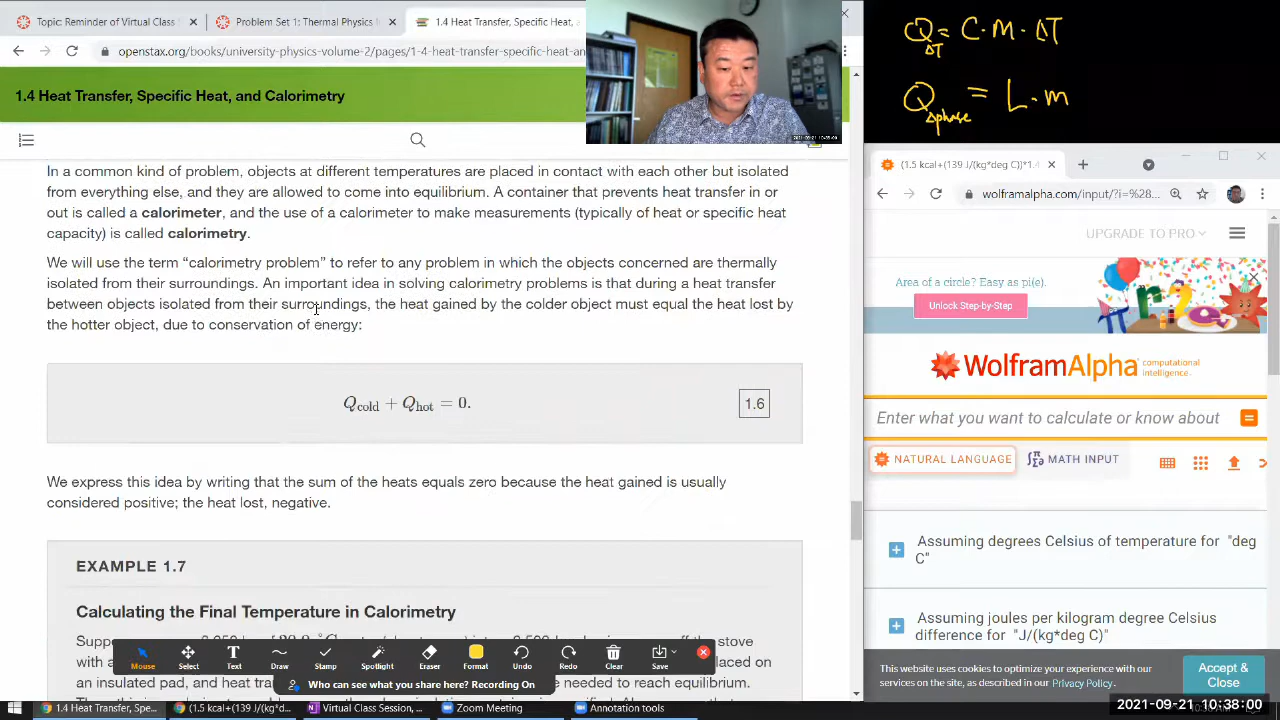 Reminder of Virtual Class
Problem Set 1: Thermal Physics
1.4 Heat Transfer, Specific Heat,
openstax.org/books/university-physics-volume-2/pages/1-4-heat-transfer-specific-heat-an
1.4 Heat Transfer, Specific Heat, and Calorimetry
In a common kind of problem, objects at different temperatures are placed in contact with each other but isolated
from everything else, and they are allowed to come into equilibrium. A container that prevents heat transfer in or
out is called a calorimeter, and the use of a calorimeter to make measurements (typically of heat or specific heat
capacity) is called calorimetry.
We will use the term “calorimetry problem” to refer to any problem in which the objects concerned are thermally
isolated from their surroundings. An important idea in solving calorimetry problems is that during a heat transfer
between objects isolated from their surroundings, the heat gained by the colder object must equal the heat lost by
the hotter object, due to conservation of energy:
Qcold + Qhot = 0.
1.6
We express this idea by writing that the sum of the heats equals zero because the heat gained is usually
considered positive; the heat lost, negative.
EXAMPLE 1.7
Calculating the Final Temperature in Calorimetry
with a
an insulated pad, and heat tran
needed to reach equilibrium.
Mouse Select Text Draw Stamp Spotlight Eraser Format Undo Redo Clear Save
Who can see what you share here? Recording On
2021-09-21 10:38:00
Q = C·m·ΔT
ΔT
Q = L·m
Δphase
(1.5 kcal+(139 J/(kg*deg C))*1.4
wolframalpha.com/input/?i=%28...
UPGRADE TO PRO
Area of a circle? Easy as pi(e).
Unlock Step-by-Step
WolframAlpha computational intelligence.
Enter what you want to calculate or know about
NATURAL LANGUAGE
MATH INPUT
Assuming degrees Celsius of temperature for "deg
C"
Assuming joules per kilogram degree Celsius
difference for "J/(kg*deg C)"
This website uses cookies to optimize your experience with our
services on the site, as described in our Privacy Policy.
Accept &
Close
1.4 Heat Transfer, Spe...
(1.5 kcal+(139 J/(kg*d...
Virtual Class Session, ...
Zoom Meeting
Annotation tools
2021-09-21 10:38:00